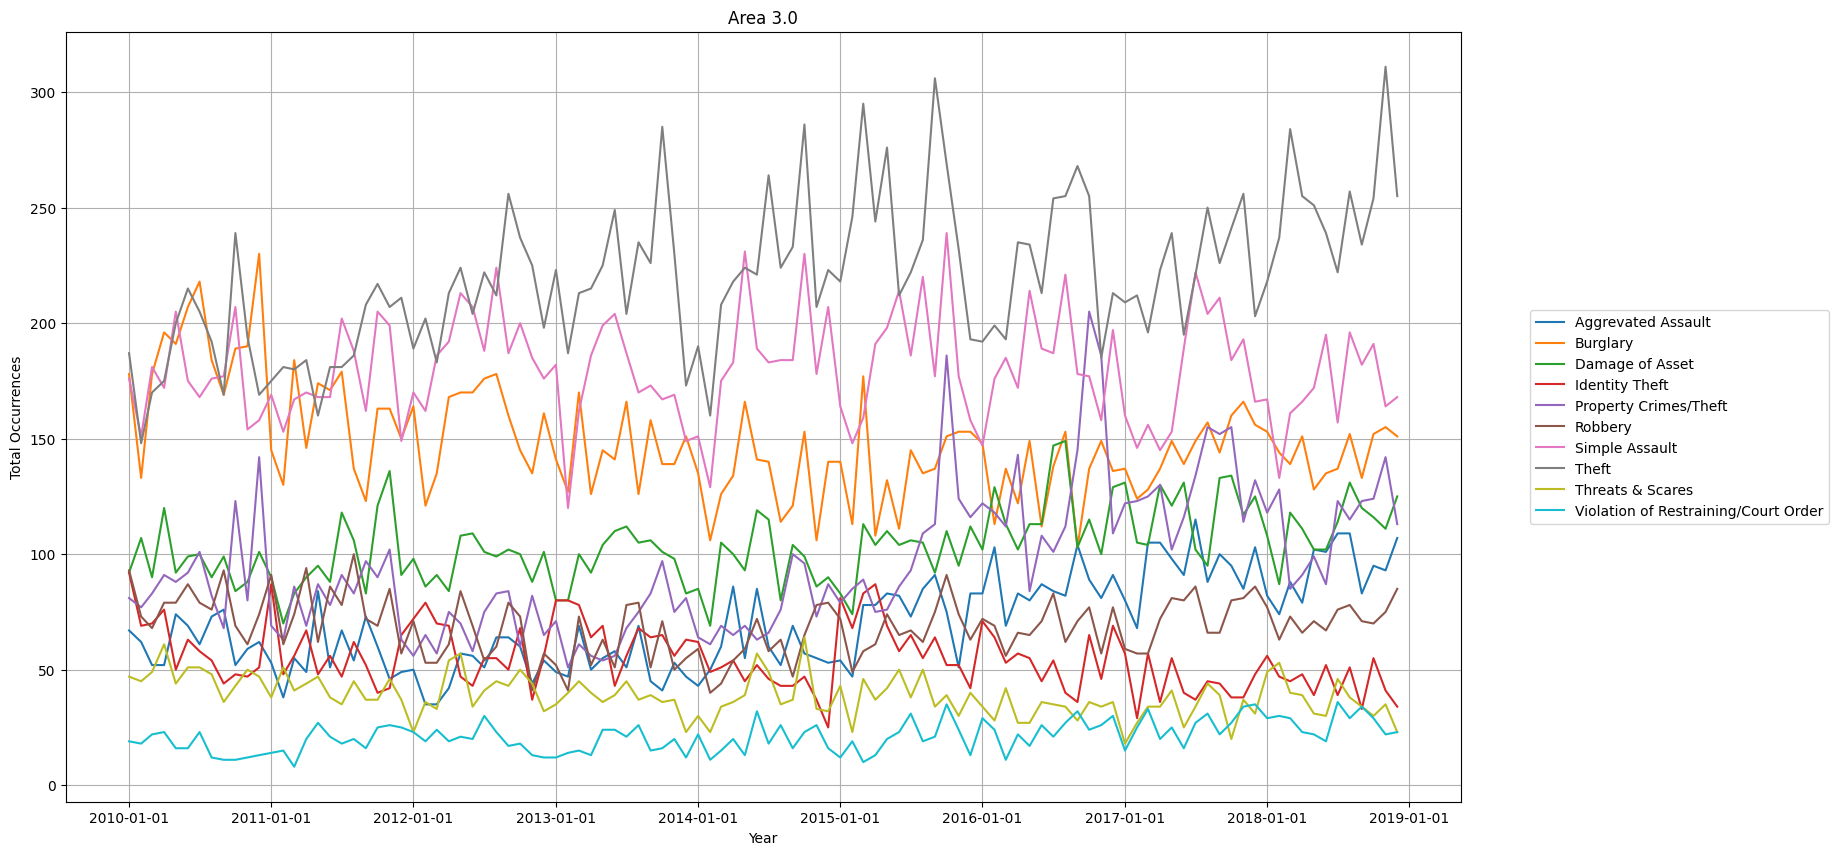 Area 3.0
Total Occurrences
300
250
200
150
100
50
0
2010-01-01
2011-01-01
2012-01-01
2013-01-01
2014-01-01
2015-01-01
2016-01-01
2017-01-01
2018-01-01
2019-01-01
Year
Aggrevated Assault
Burglary
Damage of Asset
Identity Theft
Property Crimes/Theft
Robbery
Simple Assault
Theft
Threats & Scares
Violation of Restraining/Court Order